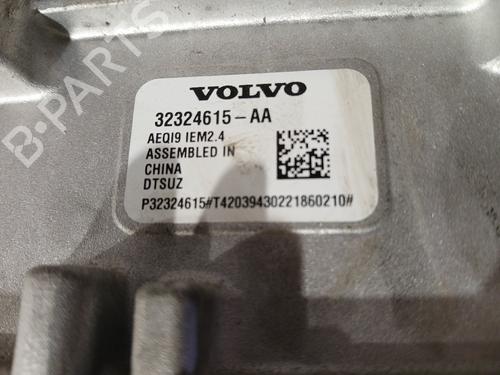 B-PARTS
VOLVO
32324615-AA
AEQI9 IEM2.4
ASSEMBLED IN
CHINA
DTSUZ
P32324615#T42039430221860210#